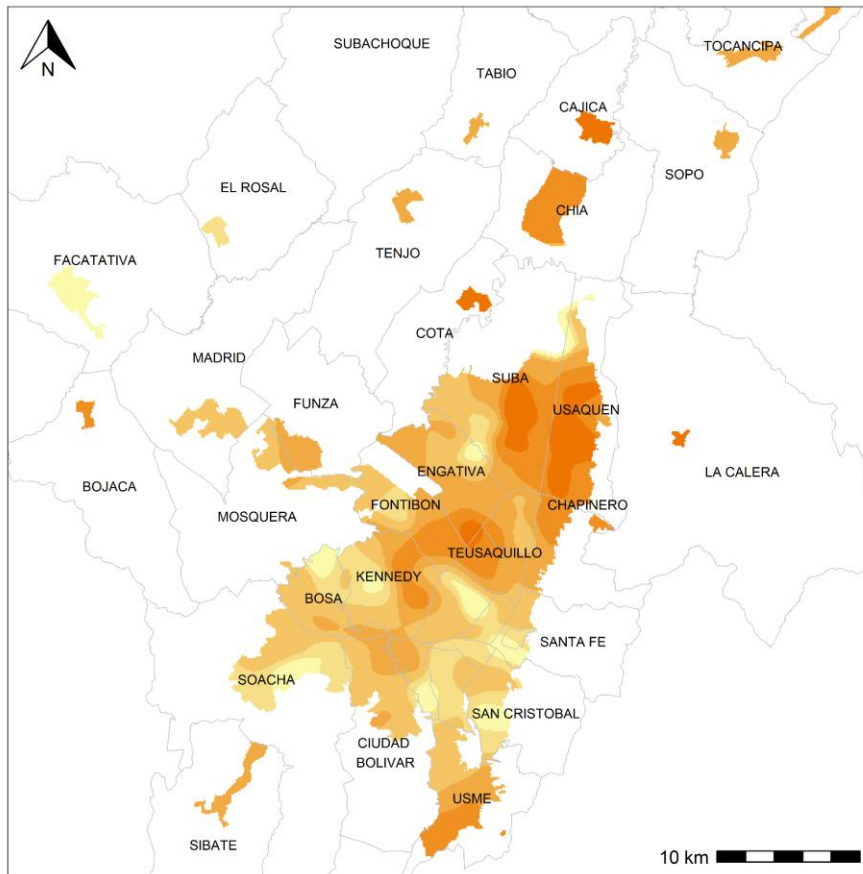 SUBACHOQUE
TOCANCIPA
N
TABIO
CAJICA
SOPO
EL ROSAL
CHIA
TENJO
FACATATIVA
COTA
MADRID
SUBA
FUNZA
USAQUEN
ENGATIVA
LA CALERA
BOJACA
FONTIBON
CHAPINERO
MOSQUERA
TEUSAQUILLO
KENNEDY
BOSA
SANTA FE
SOACHA
SAN CRISTOBAL
CIUDAD
BOLIVAR
USME
SIBATE
10 km